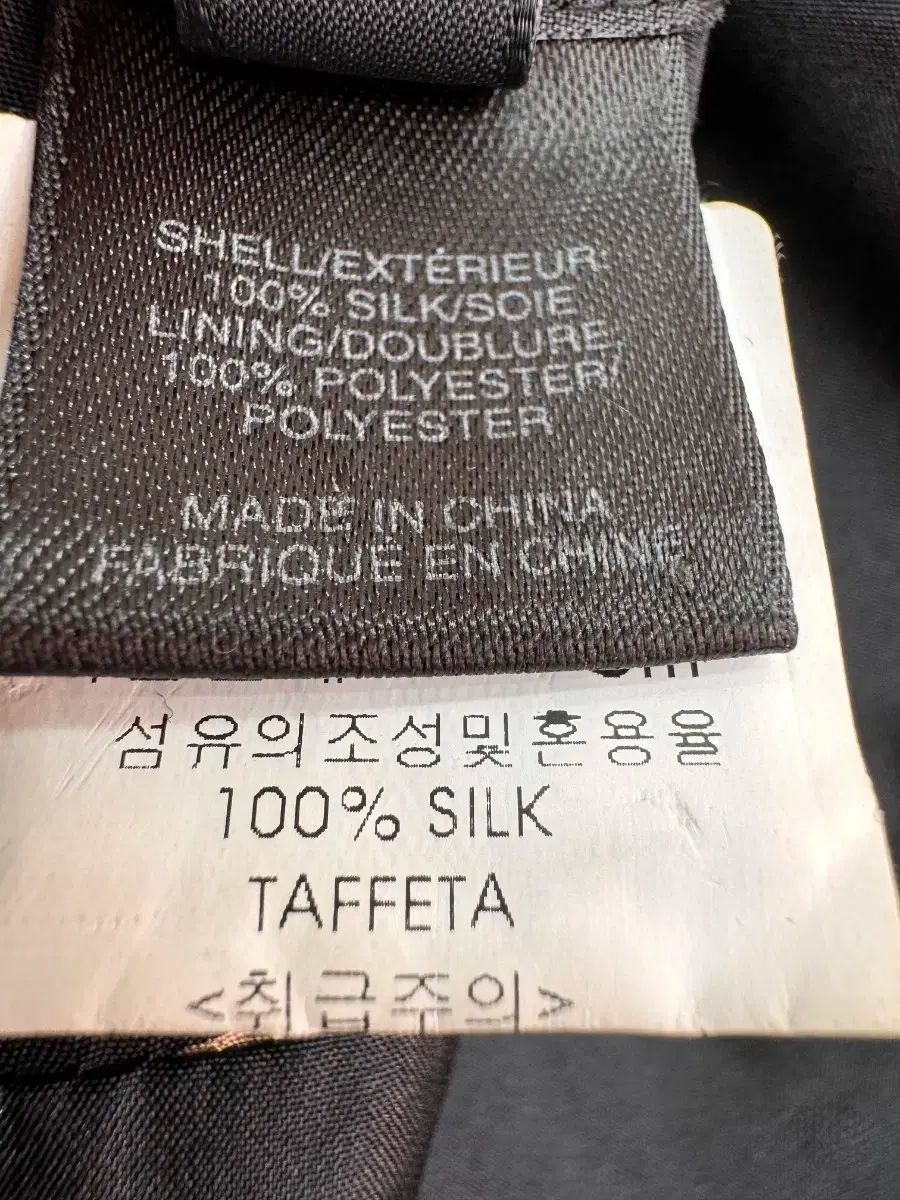 SHELL/EXTÉRIEUR
100% SILK/SOIE
LINING/DOUBLURE
100% POLYESTER/
POLYESTER
MADE IN CHINA
FABRIQUE EN CHINE
섬유의조성및혼용율
100% SILK
TAFFETA
<취급주의>